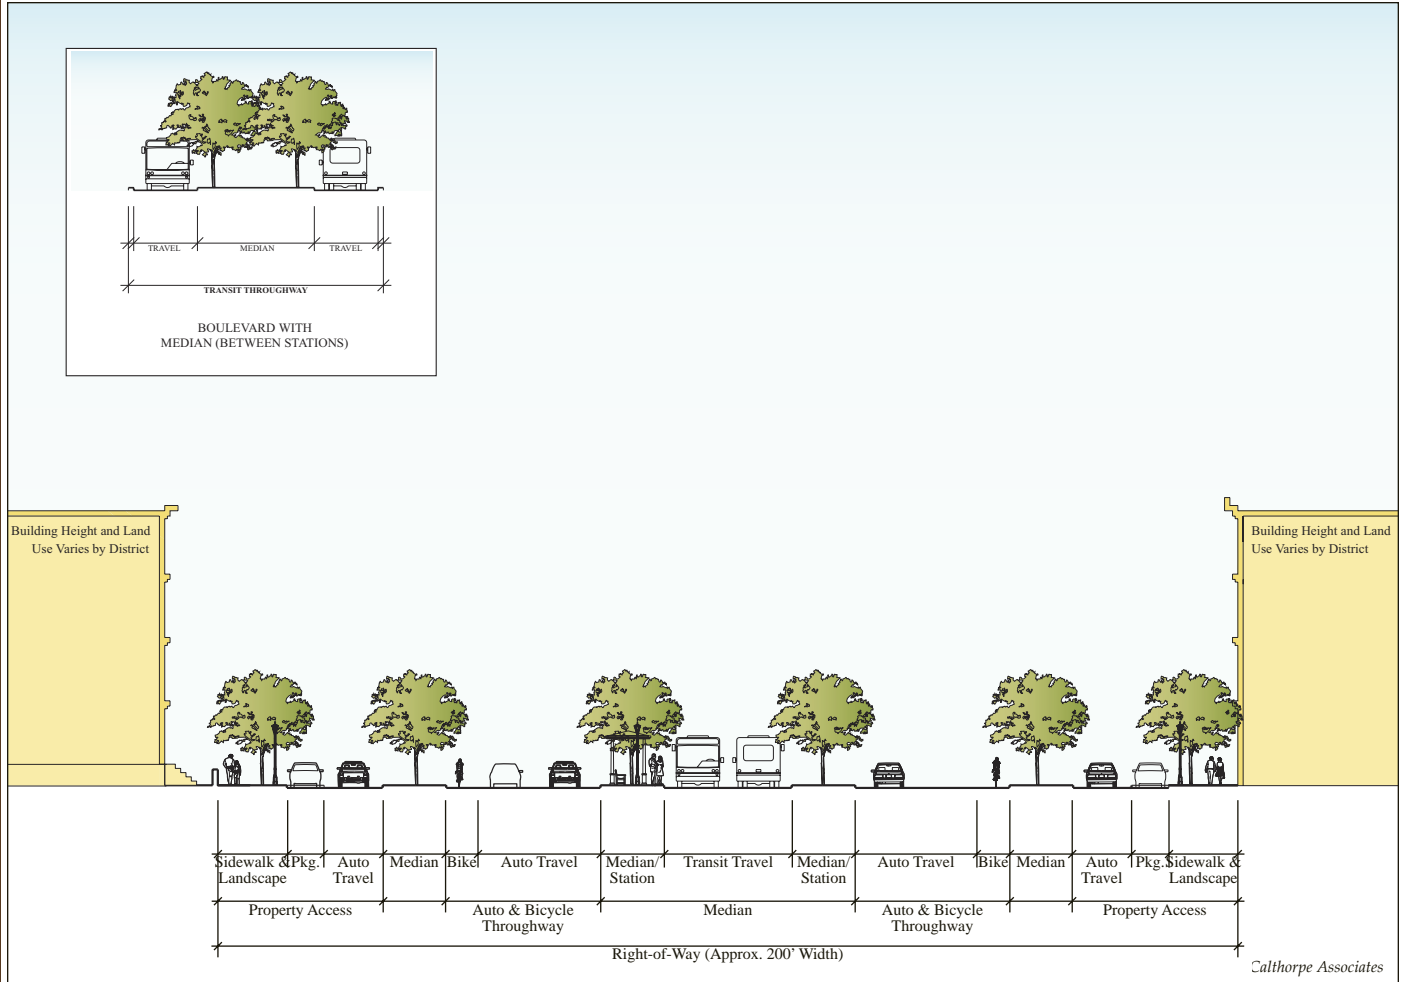 TRAVEL MEDIAN TRAVEL
TRANSIT THROUGHWAY
BOULEVARD WITH
MEDIAN (BETWEEN STATIONS)
Building Height and Land
Use Varies by District
Building Height and Land
Use Varies by District
Sidewalk & Pkg. Auto Median Bike Auto Travel Median/ Transit Travel Median/ Auto Travel Bike Median Auto Pkg. Sidewalk &
Landscape Travel Station Station Travel Landscape
Property Access Auto & Bicycle Median Auto & Bicycle Property Access
Throughway Throughway
Right-of-Way (Approx. 200' Width)
Calthorpe Associates